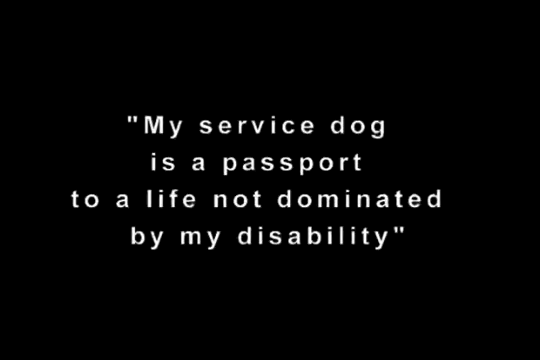 "My service dog
is a passport
to a life not dominated
by my disability"